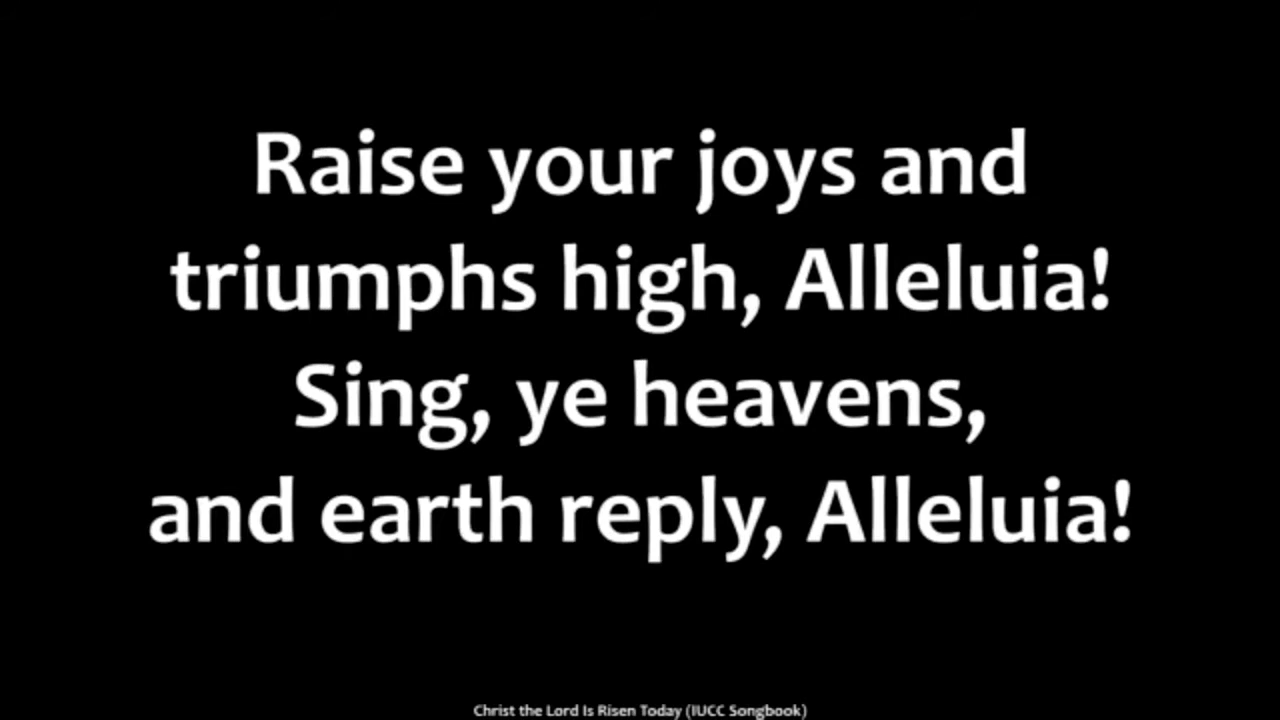 Raise your joys and
triumphs high, Alleluia!
Sing, ye heavens,
and earth reply, Alleluia!
Christ the Lord Is Risen Today (IUCC Songbook)